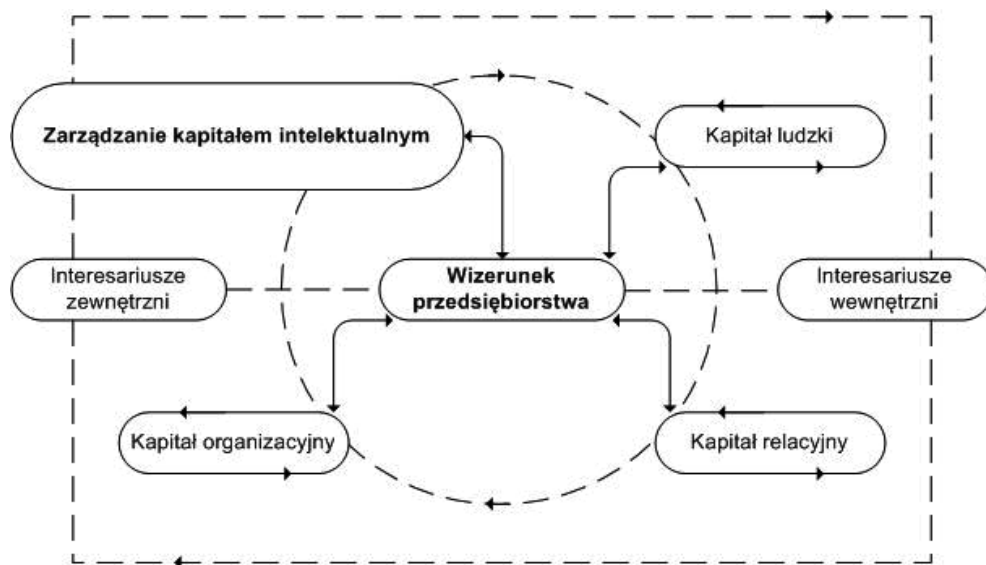 Zarządzanie kapitałem intelektualnym
Kapitał ludzki
Interesariusze
zewnętrzni
Wizerunek
przedsiębiorstwa
Interesariusze
wewnętrzni
Kapitał organizacyjny
Kapitał relacyjny